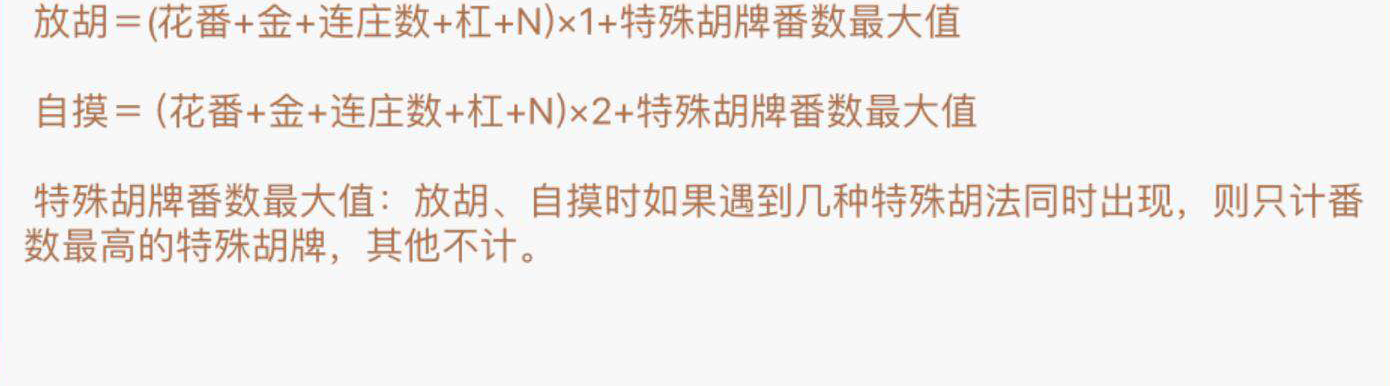 放胡＝(花番+金+连庄数+杠+N)×1+特殊胡牌番数最大值
自摸＝ (花番+金+连庄数+杠+N)×2+特殊胡牌番数最大值
特殊胡牌番数最大值：放胡、自摸时如果遇到几种特殊胡法同时出现，则只计番
数最高的特殊胡牌，其他不计。